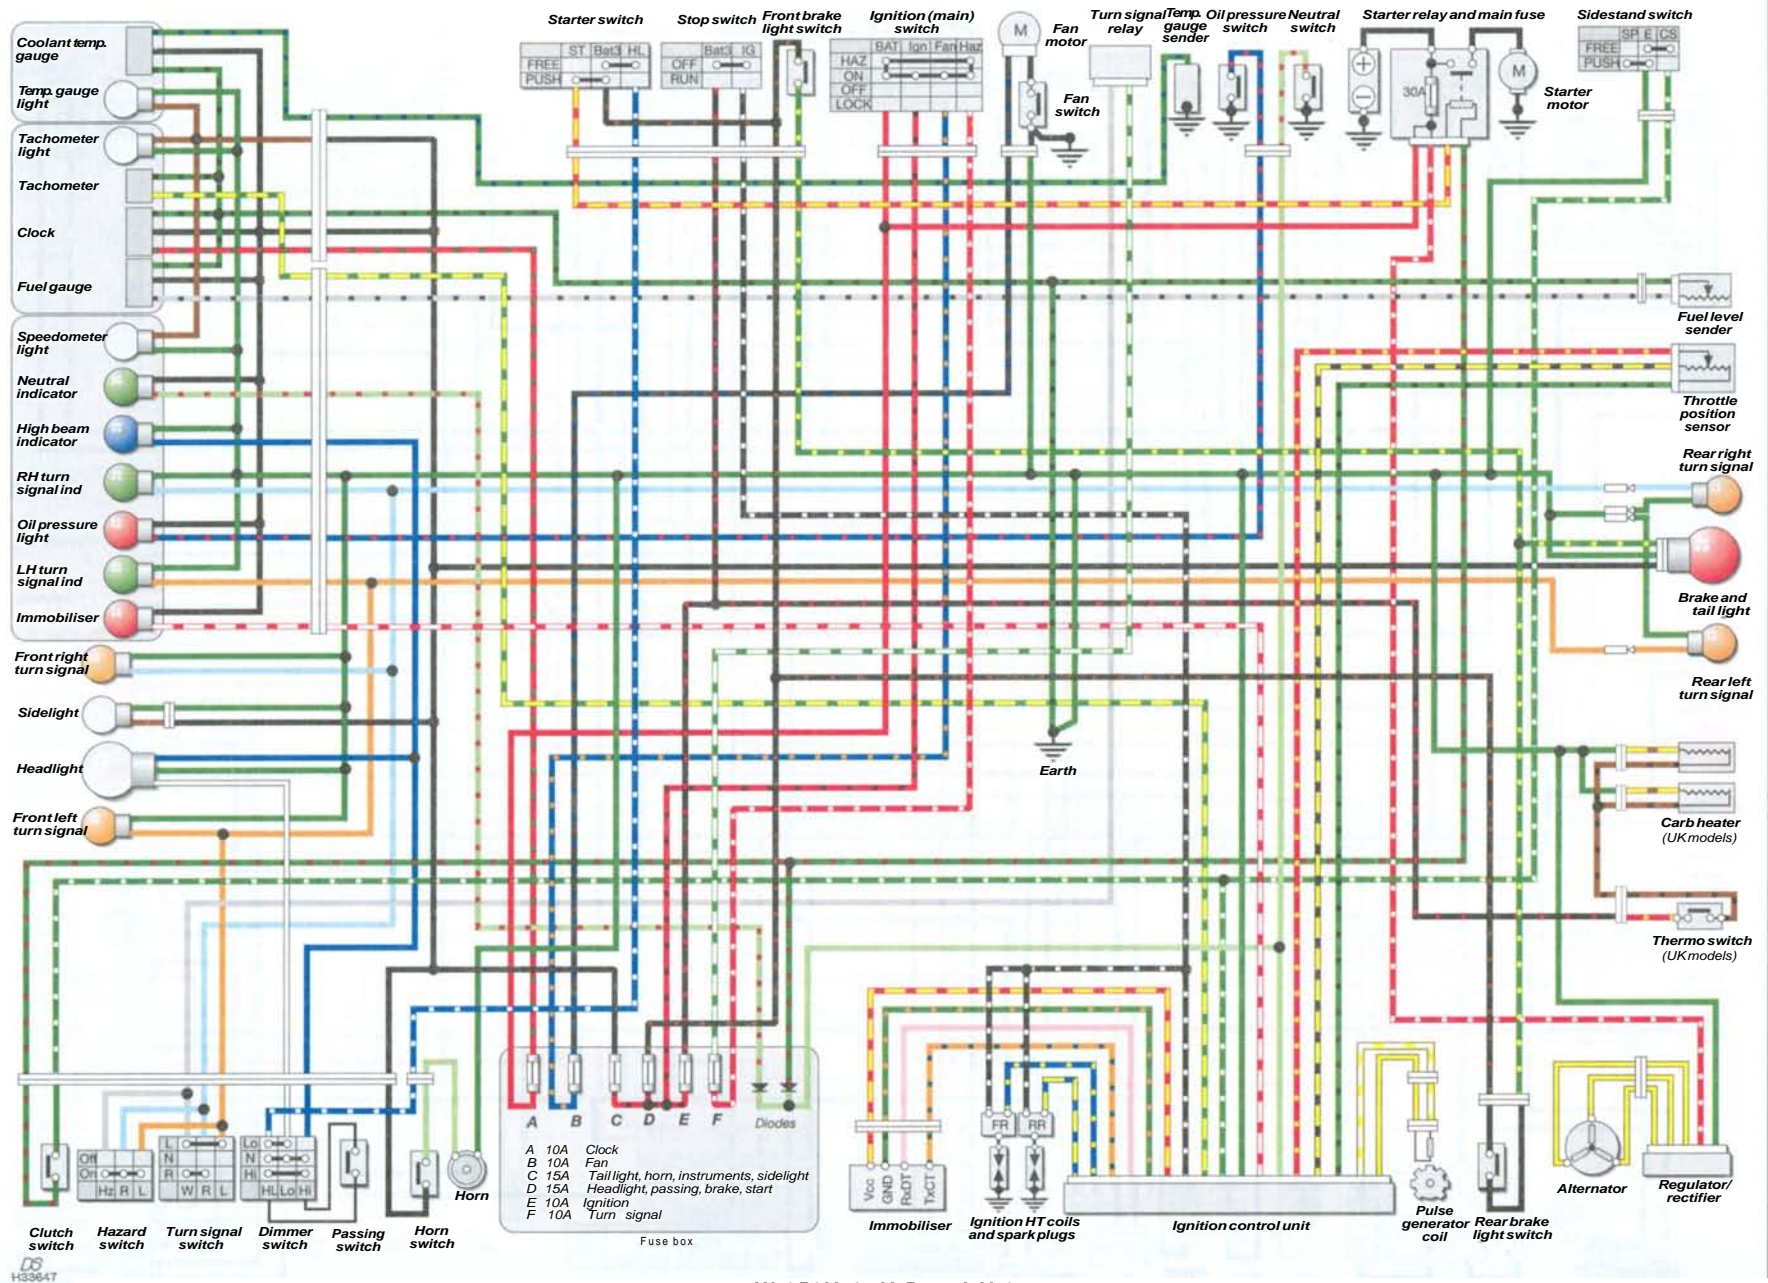 Starter switch
Stop switch
Front brake
light switch
Ignition (main)
switch
Fan
motor
Turn signal
relay
Temp.
gauge
sender
Oil pressure
switch
Neutral
switch
Starter relay and main fuse
Sidestand switch
ST Bat3 HL
FREE
PUSH
Bat3 IG
OFF
RUN
BAT Ign Fan Haz
HAZ
ON
OFF
LOCK
M
Fan
switch
30A
M
Starter
motor
SP E CS
FREE
PUSH
Coolant temp.
gauge
Temp. gauge
light
Tachometer
light
Tachometer
Clock
Fuel gauge
Speedometer
light
Neutral
indicator
High beam
indicator
RH turn
signal ind
Oil pressure
light
LH turn
signal ind
Immobiliser
Front right
turn signal
Sidelight
Headlight
Front left
turn signal
Fuel level
sender
Throttle
position
sensor
Rear right
turn signal
Brake and
tail light
Rear left
turn signal
Earth
Carb heater
(UK models)
Thermo switch
(UK models)
A B C D E F Diodes
A 10A Clock
B 10A Fan
C 15A Tail light, horn, instruments, sidelight
D 15A Headlight, passing, brake, start
E 10A Ignition
F 10A Turn signal
Fuse box
Off
On
Hz R L
L
N
R
W R L
Lo
N
Hi
HL Lo Hi
Clutch
switch
Hazard
switch
Turn signal
switch
Dimmer
switch
Passing
switch
Horn
switch
Horn
Vcc
GND
RxDT
TxCT
Immobiliser
FR RR
Ignition HT coils
and spark plugs
Ignition control unit
Pulse
generator
coil
Rear brake
light switch
Alternator
Regulator/
rectifier
DS
H33647